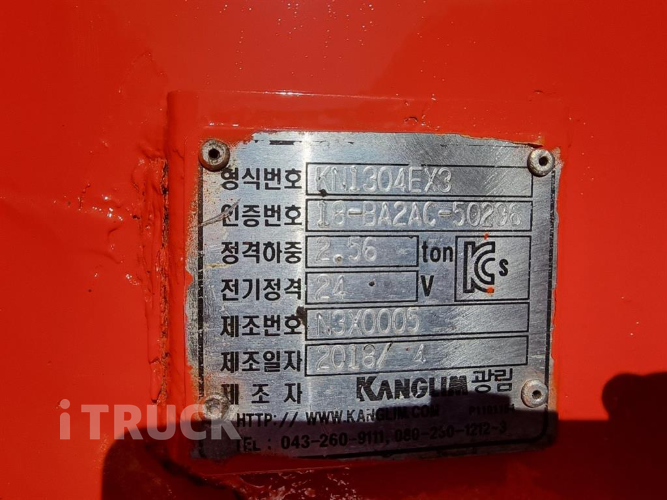 형식번호 KN1304EX3
인증번호 18-BA2AC-50298
정격하중 2.56 ton
전기정격 24 V
KCs
제조번호 N3X0005
제조일자 2018/ 4
제 조 자 KANGLIM 광림
HTTP:// WWW.KANGLIM.COM
TEL : 043-260-9111, 080-250-1212~3
iTRUCK